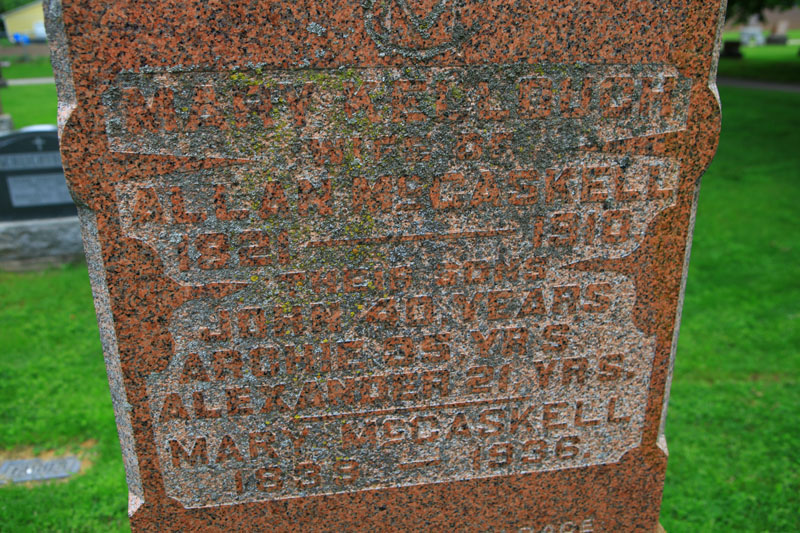 MARY KELLOUGH
WIFE OF
ALLAN McCASKELL
1821 — 1910
THEIR SONS
JOHN 40 YEARS
ARCHIE 35 YRS.
ALEXANDER 21 YRS.
MARY McCASKELL
1838 — 1936